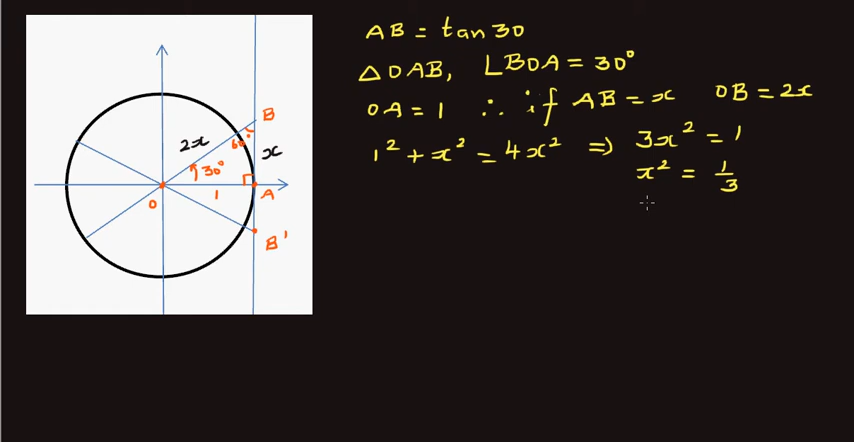 AB = tan 30
△OAB, ∟BOA = 30°
OA = 1 ∴ if AB = x OB = 2x
1² + x² = 4x² ⇒ 3x² = 1
x² = 1/3
B
2x
60°
x
30°
1
A
O
B'